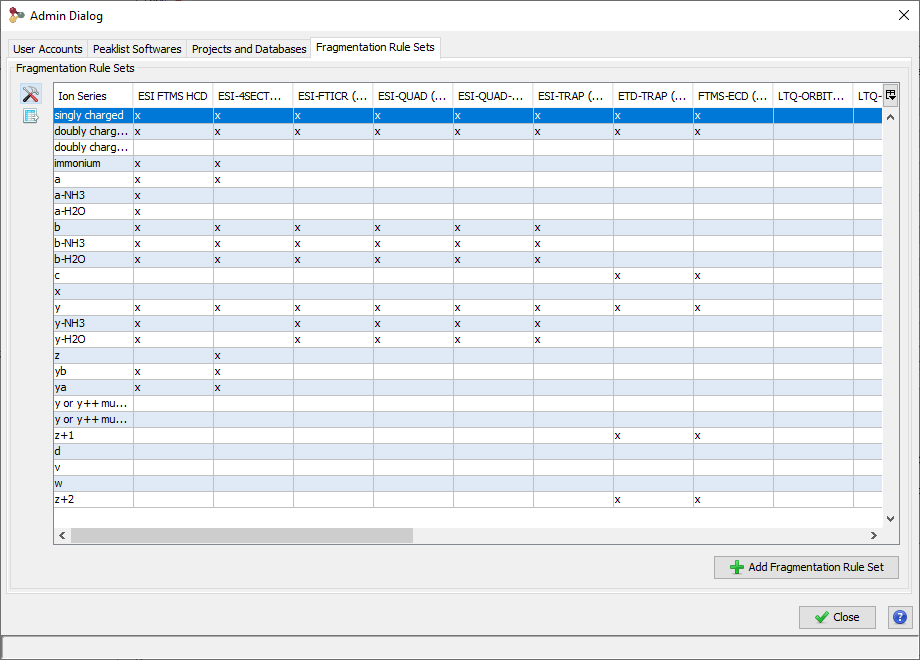 Admin Dialog
User Accounts Peaklist Softwares Projects and Databases Fragmentation Rule Sets
Fragmentation Rule Sets
Ion Series ESI FTMS HCD ESI-4SECT... ESI-FTICR (... ESI-QUAD (... ESI-QUAD-... ESI-TRAP (... ETD-TRAP (... FTMS-ECD (... LTQ-ORBIT... LTQ-
singly charged x x x x x x x x
doubly charg... x x x x x x x x
doubly charg...
immonium x x
a x x
a-NH3 x
a-H2O x
b x x x x x x
b-NH3 x x x x x x
b-H2O x x x x x x
c x x
x
y x x x x x x x x
y-NH3 x x x x x
y-H2O x x x x x
z x
yb x x
ya x x
y or y++ mu...
y or y++ mu...
z+1 x x
d
v
w
z+2 x x
Add Fragmentation Rule Set
Close
?